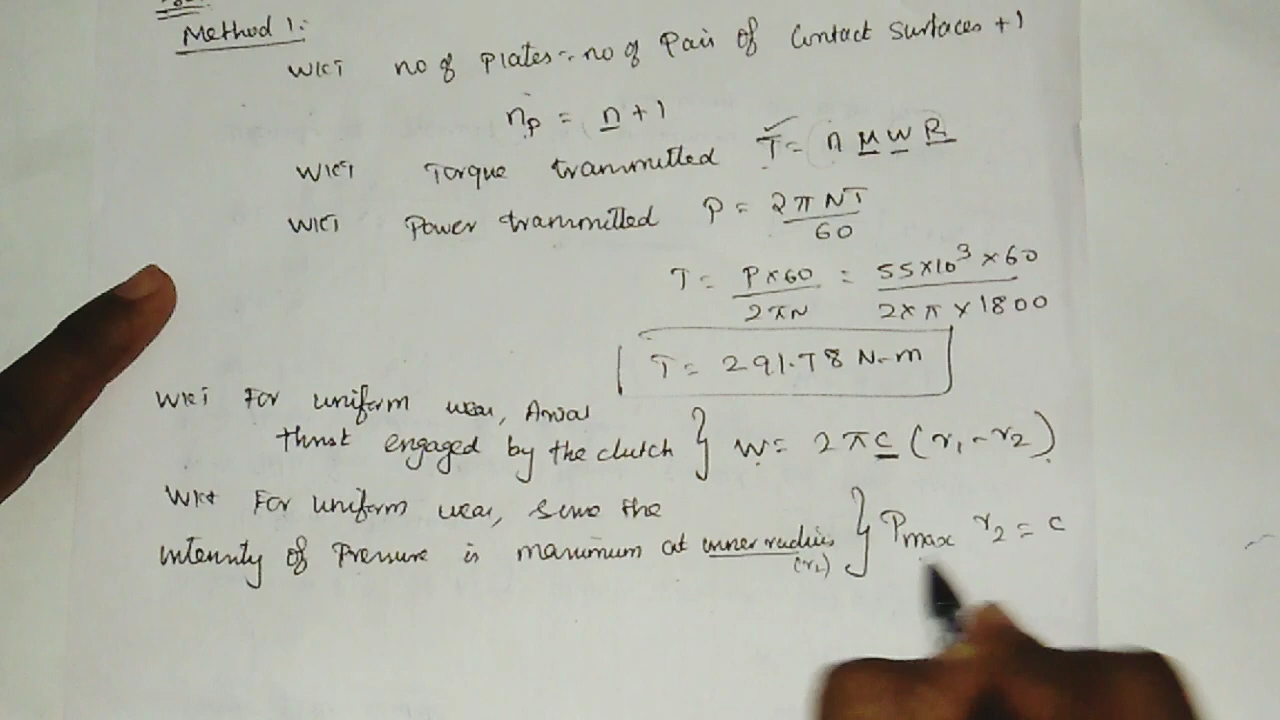 Method 1:
WKT no of Plates = no of Pair of Contact Surfaces + 1
np = n + 1
WKT Torque transmitted T = n μ W R
WKT Power transmitted P = 2πNT / 60
T = P×60 / 2πN = 55×10³×60 / 2×π×1800
T = 291.78 N-m
WKT For uniform wear, Axial
thrust engaged by the clutch } W = 2πC (r₁-r₂)
WKT For uniform wear, since the
intensity of Pressure is maximum at inner radius (r₂) } Pmax r₂ = C